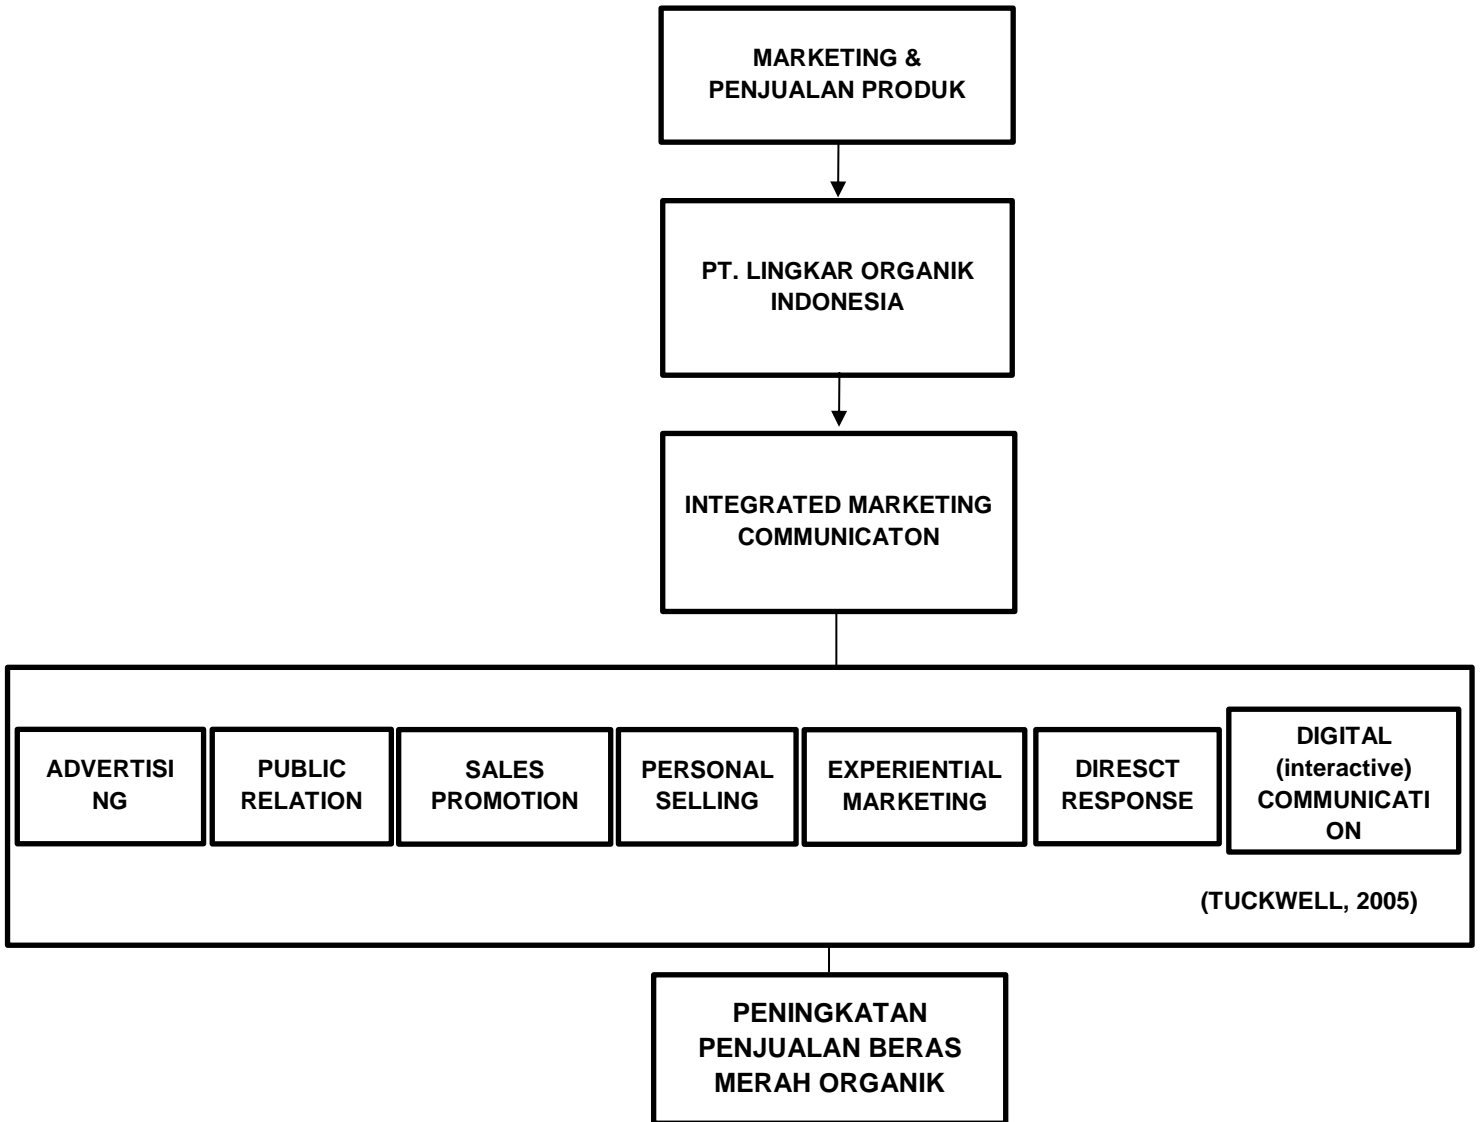 MARKETING &
PENJUALAN PRODUK
PT. LINGKAR ORGANIK
INDONESIA
INTEGRATED MARKETING
COMMUNICATON
ADVERTISI
NG
PUBLIC
RELATION
SALES
PROMOTION
PERSONAL
SELLING
EXPERIENTIAL
MARKETING
DIRESCT
RESPONSE
DIGITAL
(interactive)
COMMUNICATI
ON
(TUCKWELL, 2005)
PENINGKATAN
PENJUALAN BERAS
MERAH ORGANIK